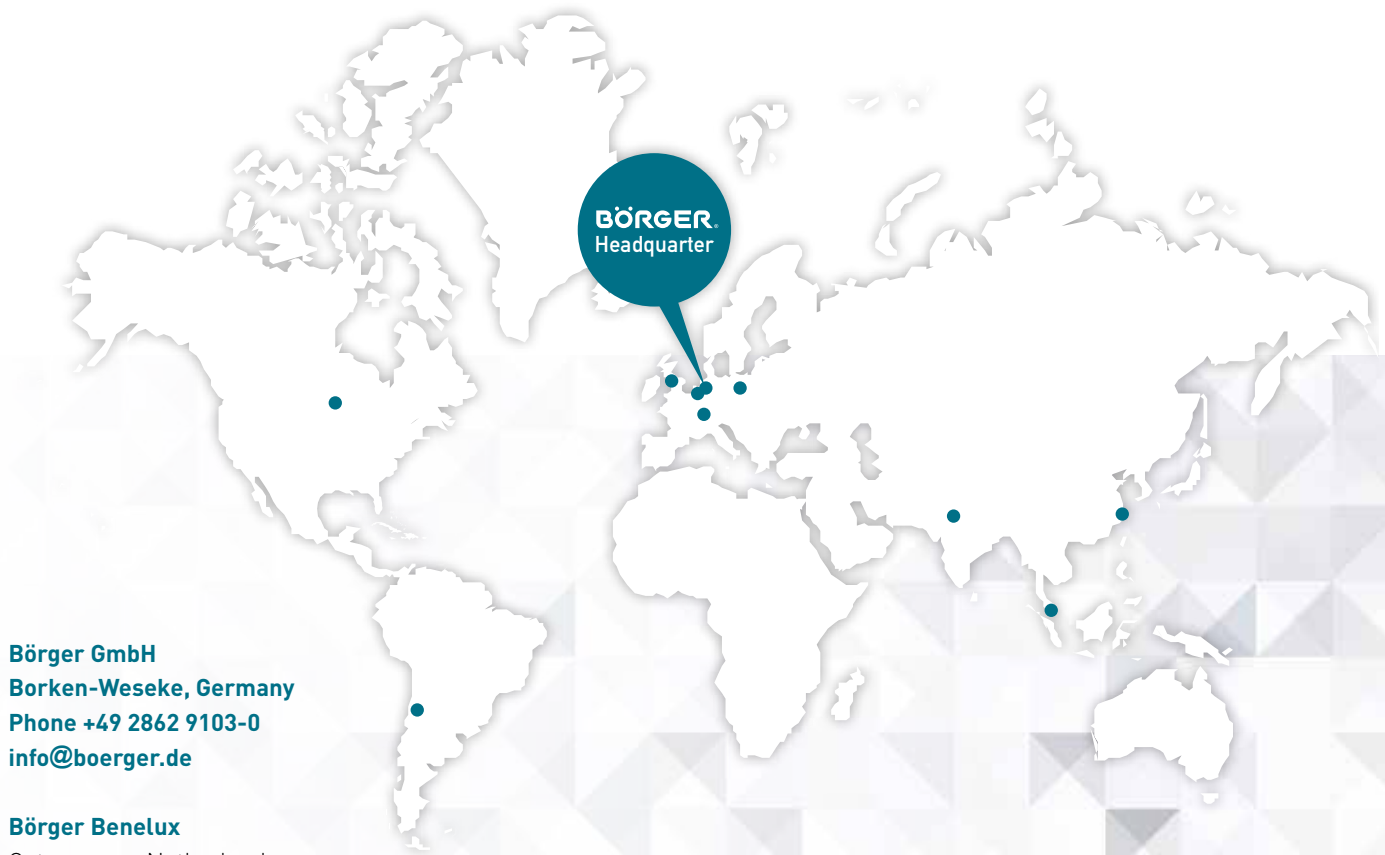 BÖRGER®
Headquarter
Börger GmbH
Borken-Weseke, Germany
Phone +49 2862 9103-0
info@boerger.de
Börger Benelux